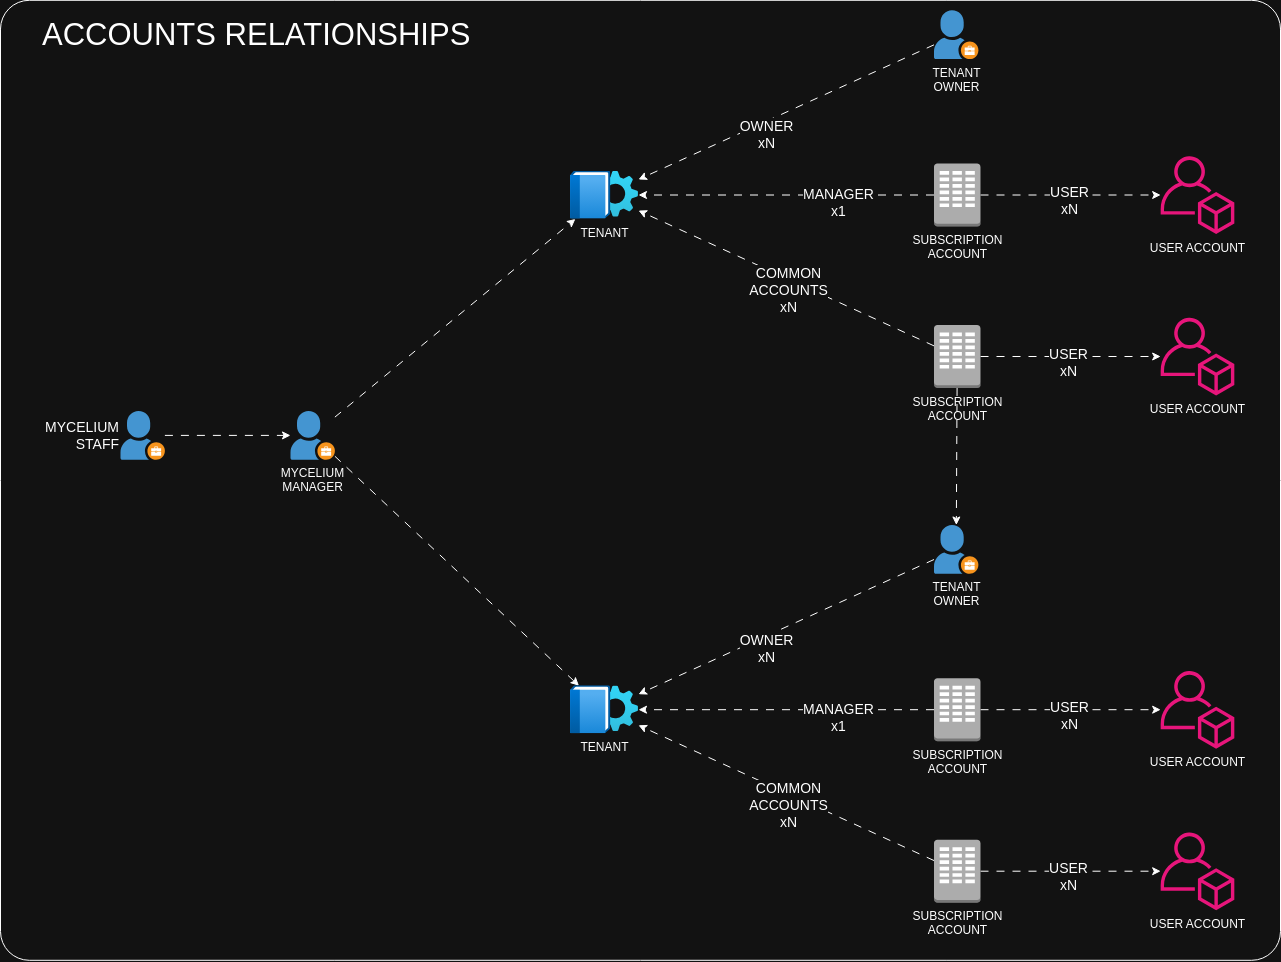 ACCOUNTS RELATIONSHIPS
TENANT
OWNER
OWNER
xN
MANAGER
x1
USER
xN
TENANT
SUBSCRIPTION
ACCOUNT
USER ACCOUNT
COMMON
ACCOUNTS
xN
USER
xN
SUBSCRIPTION
ACCOUNT
USER ACCOUNT
MYCELIUM
STAFF
MYCELIUM
MANAGER
TENANT
OWNER
OWNER
xN
MANAGER
x1
USER
xN
TENANT
SUBSCRIPTION
ACCOUNT
USER ACCOUNT
COMMON
ACCOUNTS
xN
USER
xN
SUBSCRIPTION
ACCOUNT
USER ACCOUNT